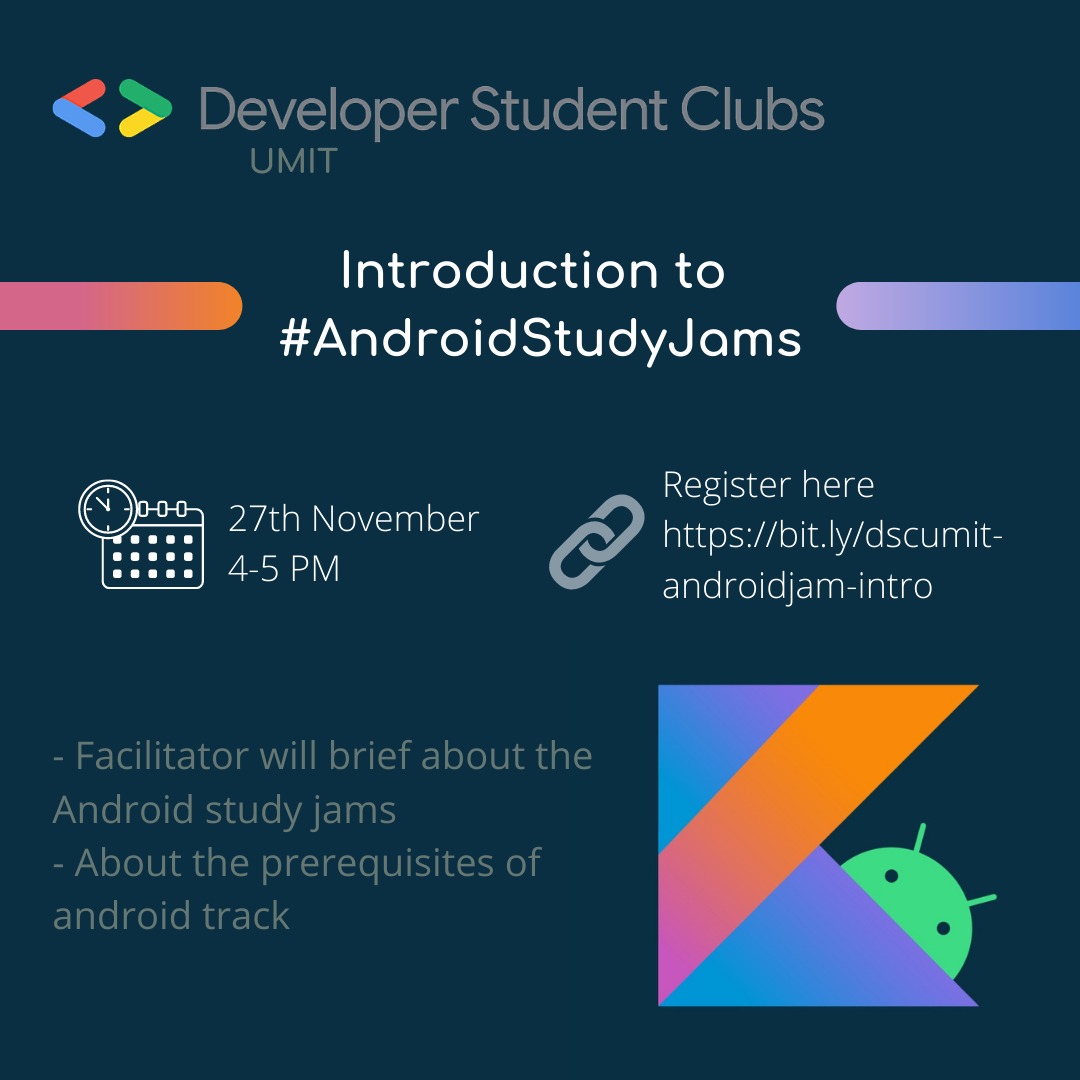 Developer Student Clubs
UMIT
Introduction to
#AndroidStudyJams
27th November
4-5 PM
Register here
https://bit.ly/dscumit-
androidjam-intro
- Facilitator will brief about the
Android study jams
- About the prerequisites of
android track